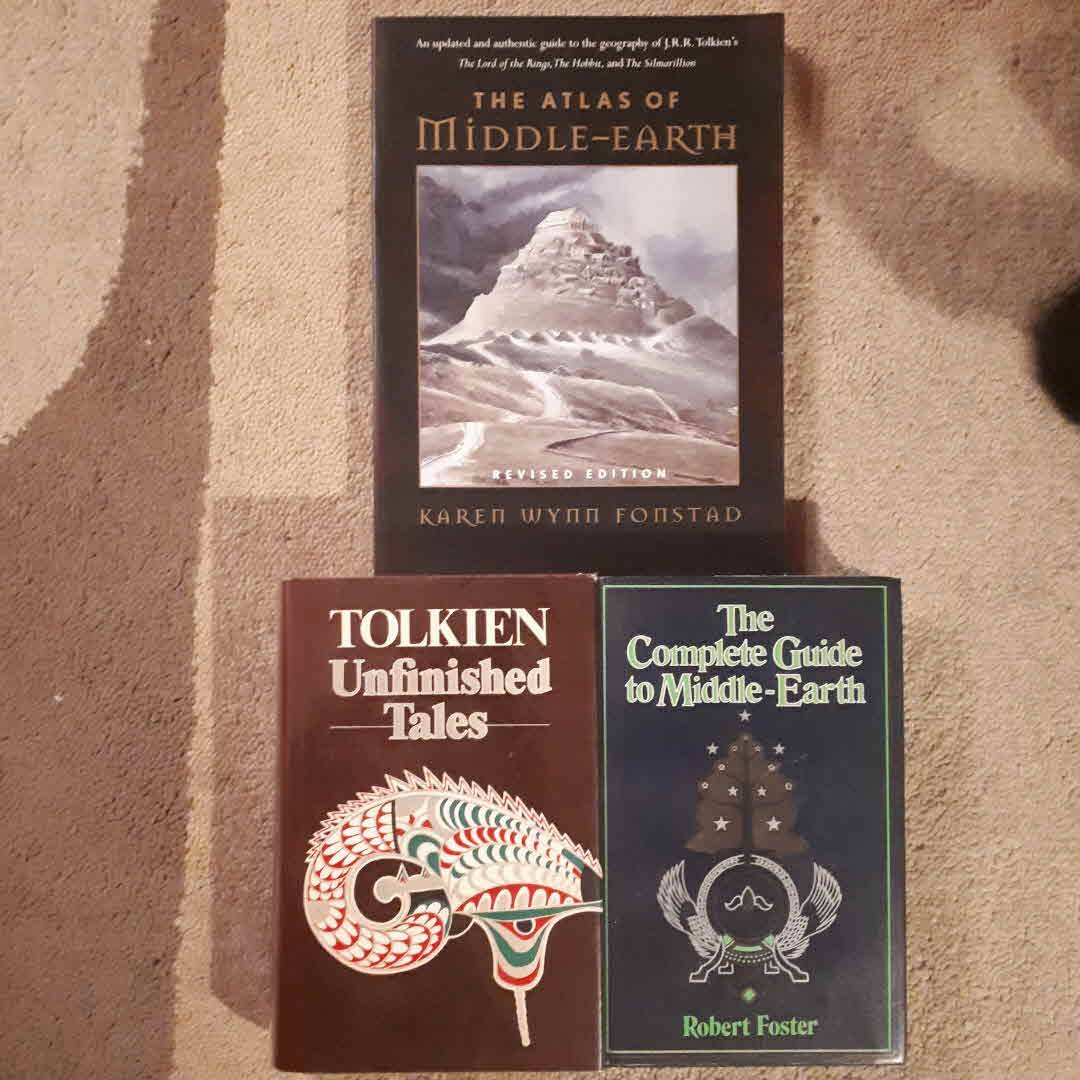 An updated and authentic guide to the geography of J.R.R. Tolkien's
The Lord of the Rings, The Hobbit, and The Silmarillion
THE ATLAS OF
MIDDLE-EARTH
REVISED EDITION
KAREN WYNN FONSTAD
TOLKIEN
Unfinished
Tales
The
Complete Guide
to Middle-Earth
Robert Foster